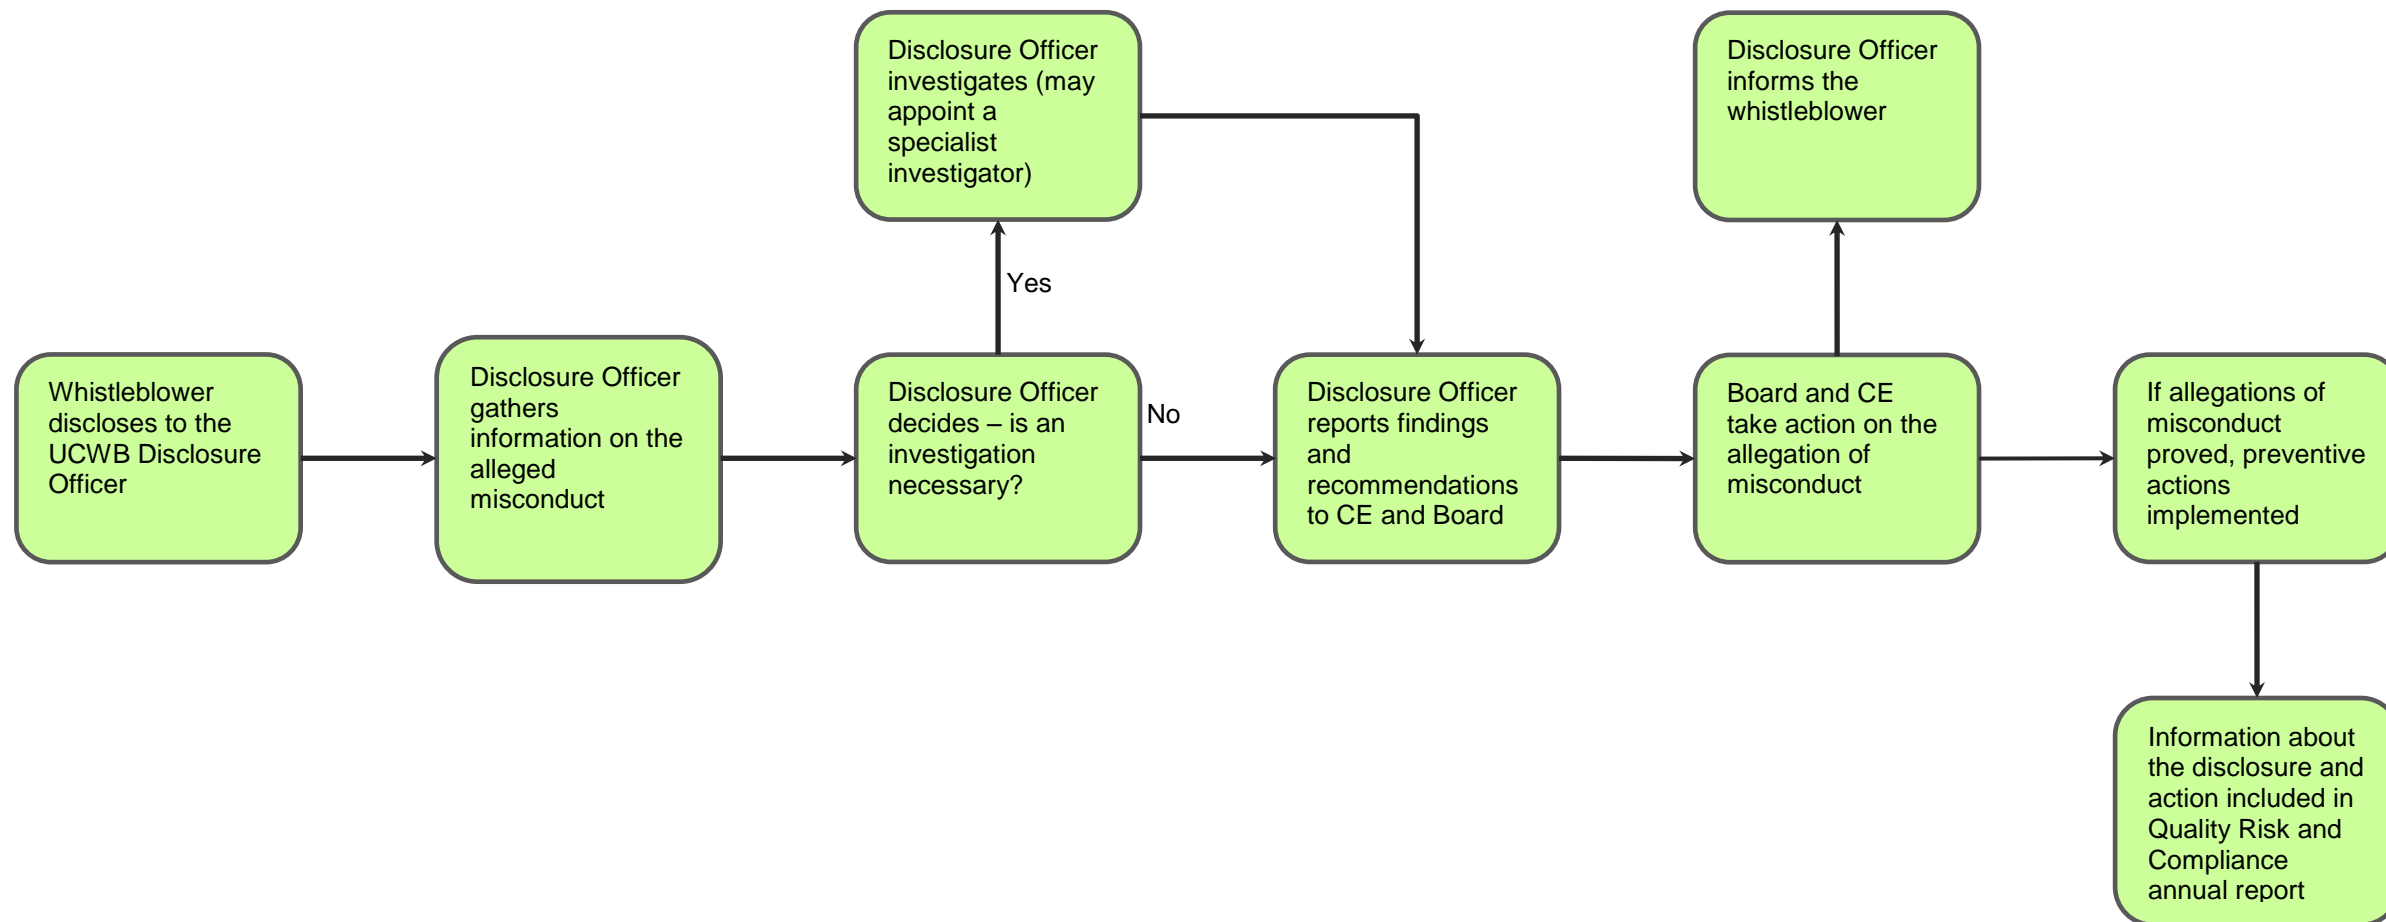 Disclosure Officer
investigates (may
appoint a
specialist
investigator)
Disclosure Officer
informs the
whistleblower
Yes
Whistleblower
discloses to the
UCWB Disclosure
Officer
Disclosure Officer
gathers
information on the
alleged
misconduct
Disclosure Officer
decides – is an
investigation
necessary?
No
Disclosure Officer
reports findings
and
recommendations
to CE and Board
Board and CE
take action on the
allegation of
misconduct
If allegations of
misconduct
proved, preventive
actions
implemented
Information about
the disclosure and
action included in
Quality Risk and
Compliance
annual report